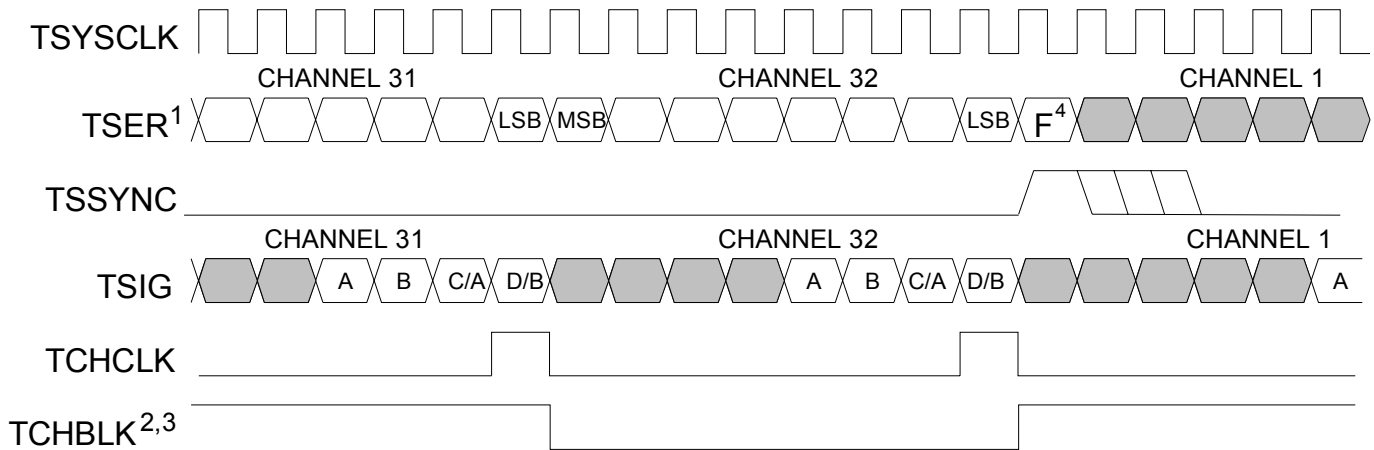 TSYSCLK
CHANNEL 31 CHANNEL 32 CHANNEL 1
TSER¹ LSB MSB LSB F⁴
TSSYNC
CHANNEL 31 CHANNEL 32 CHANNEL 1
TSIG A B C/A D/B A B C/A D/B A
TCHCLK
TCHBLK²,³